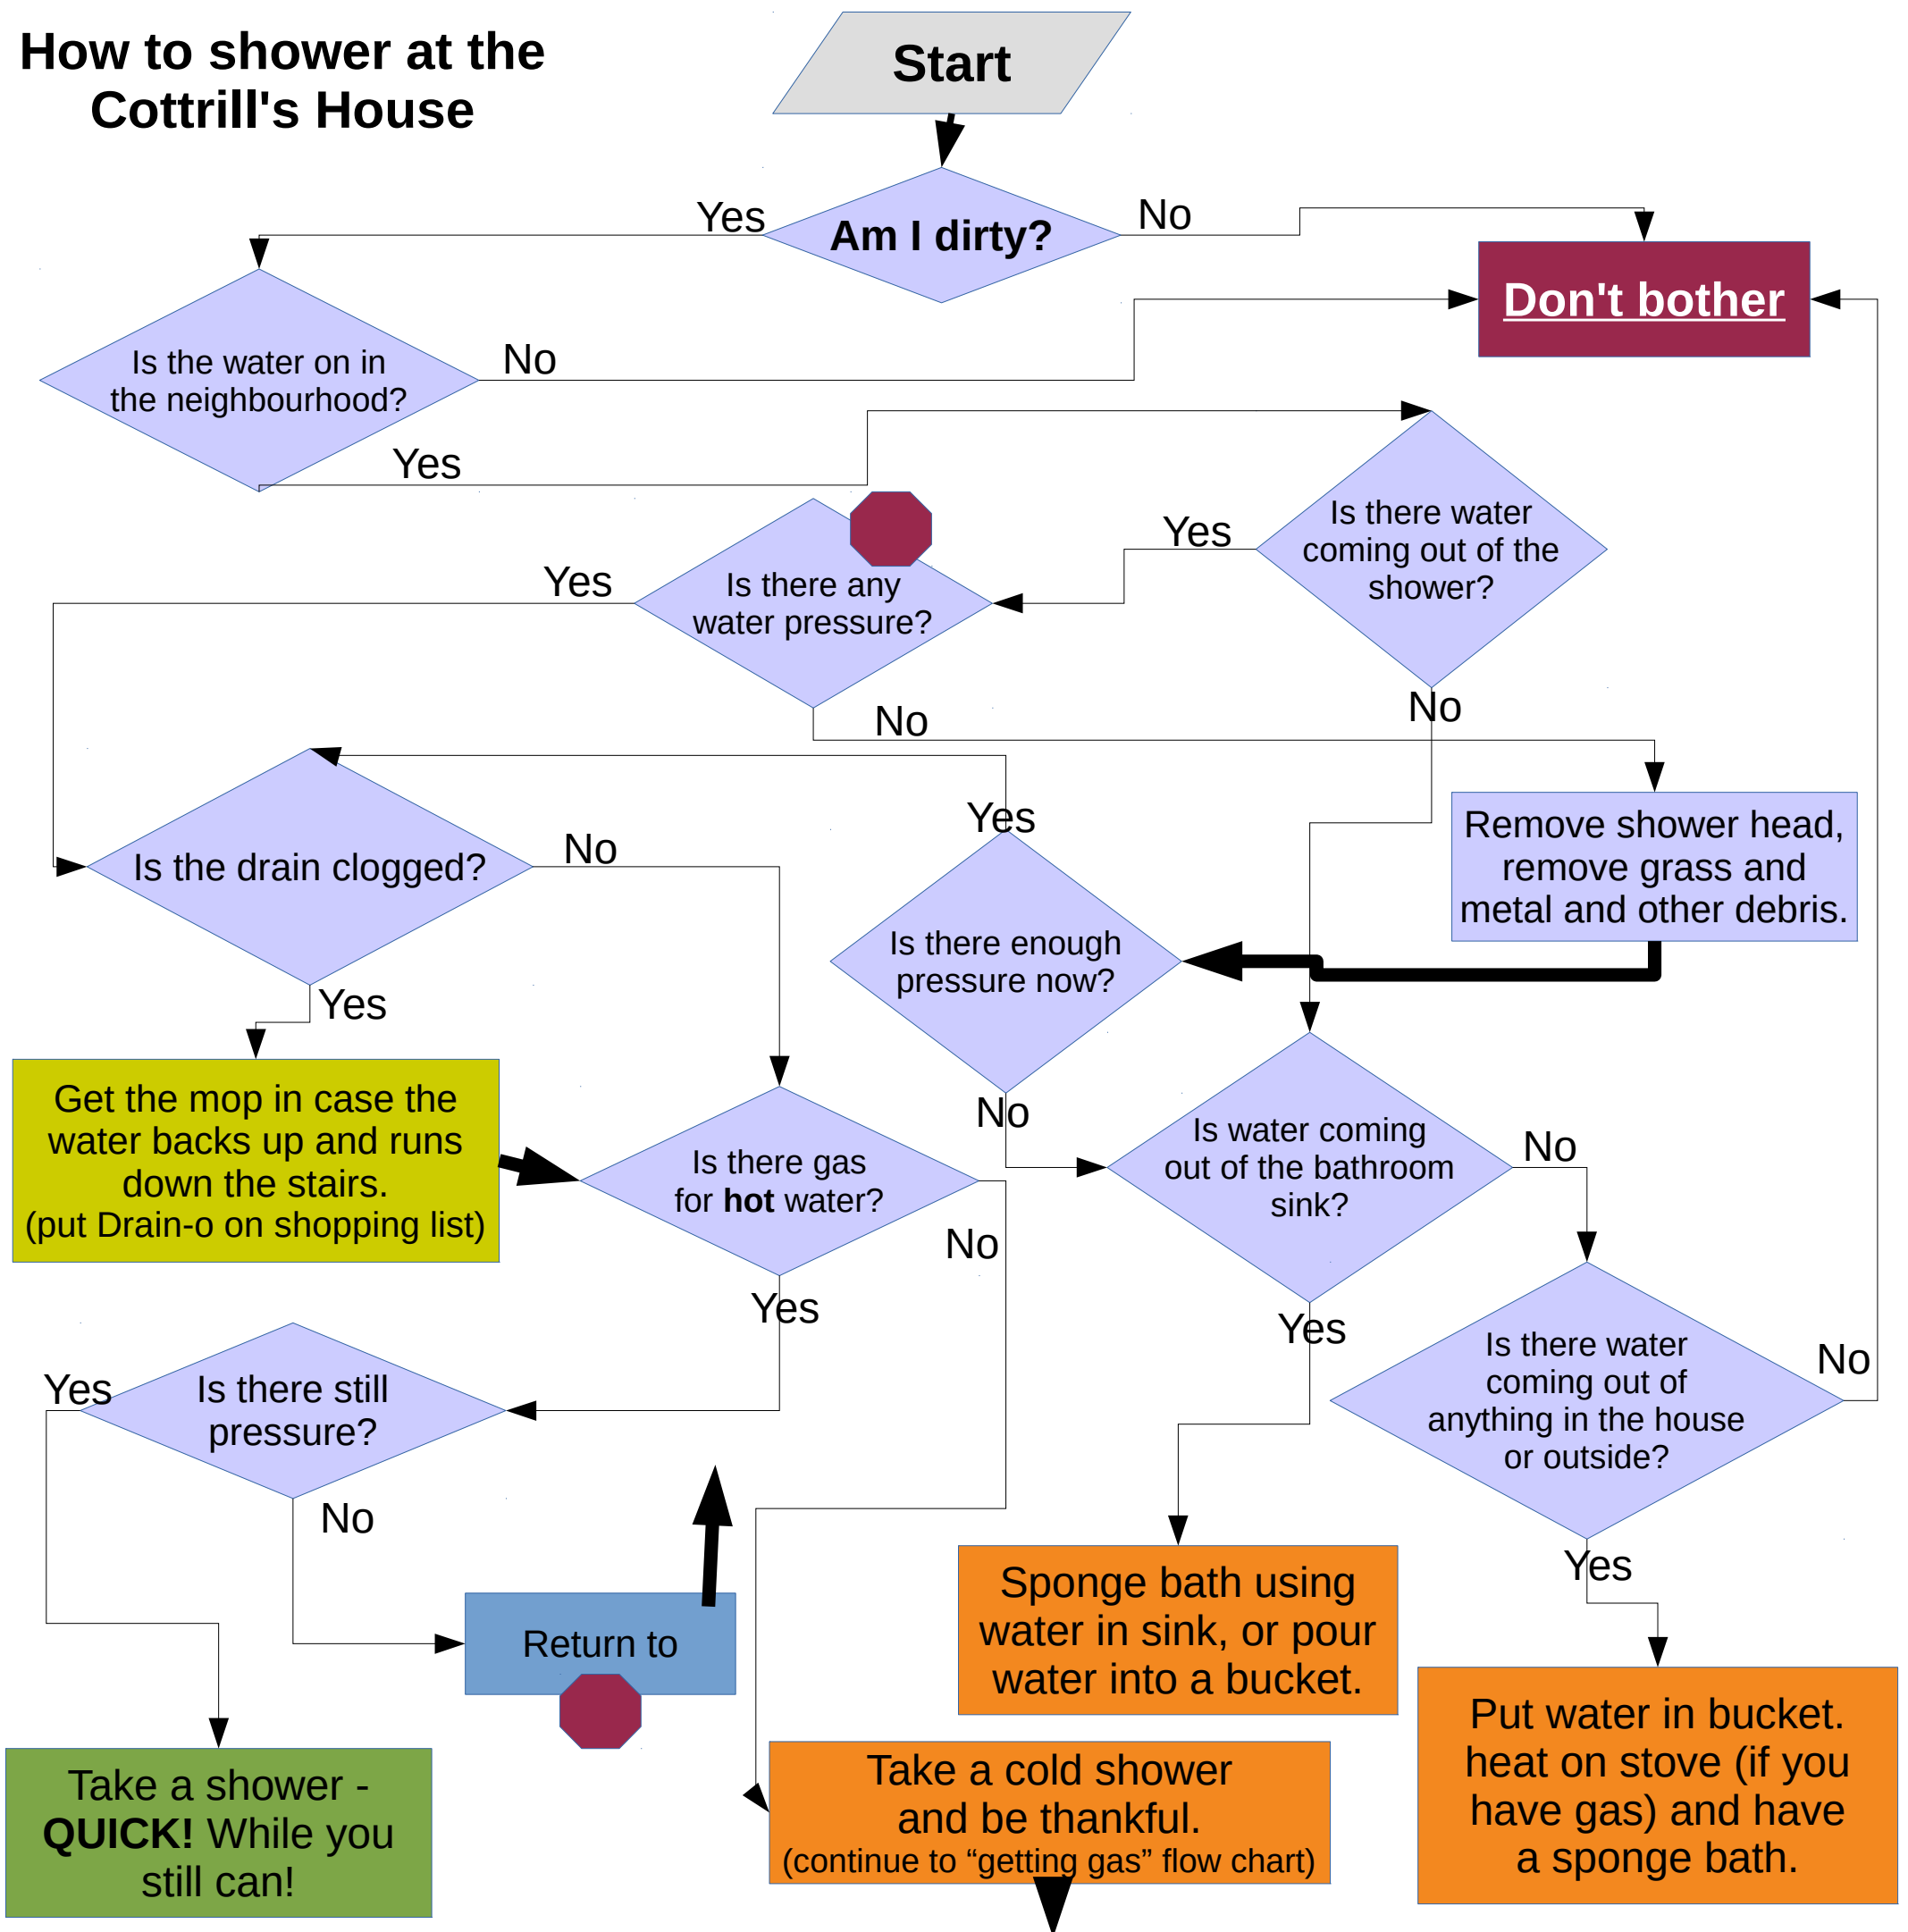 How to shower at the
Cottrill's House
Start
Am I dirty?
Yes
No
Don't bother
Is the water on in
the neighbourhood?
No
Yes
Is there water
coming out of the
shower?
Yes
No
Is there any
water pressure?
Yes
No
Remove shower head,
remove grass and
metal and other debris.
Is the drain clogged?
No
Yes
Is there enough
pressure now?
Yes
No
Get the mop in case the
water backs up and runs
down the stairs.
(put Drain-o on shopping list)
Is there gas
for hot water?
No
Yes
Is water coming
out of the bathroom
sink?
No
Yes
Is there water
coming out of
anything in the house
or outside?
No
Yes
Is there still
pressure?
Yes
No
Return to
Sponge bath using
water in sink, or pour
water into a bucket.
Put water in bucket.
heat on stove (if you
have gas) and have
a sponge bath.
Take a shower -
QUICK! While you
still can!
Take a cold shower
and be thankful.
(continue to “getting gas” flow chart)